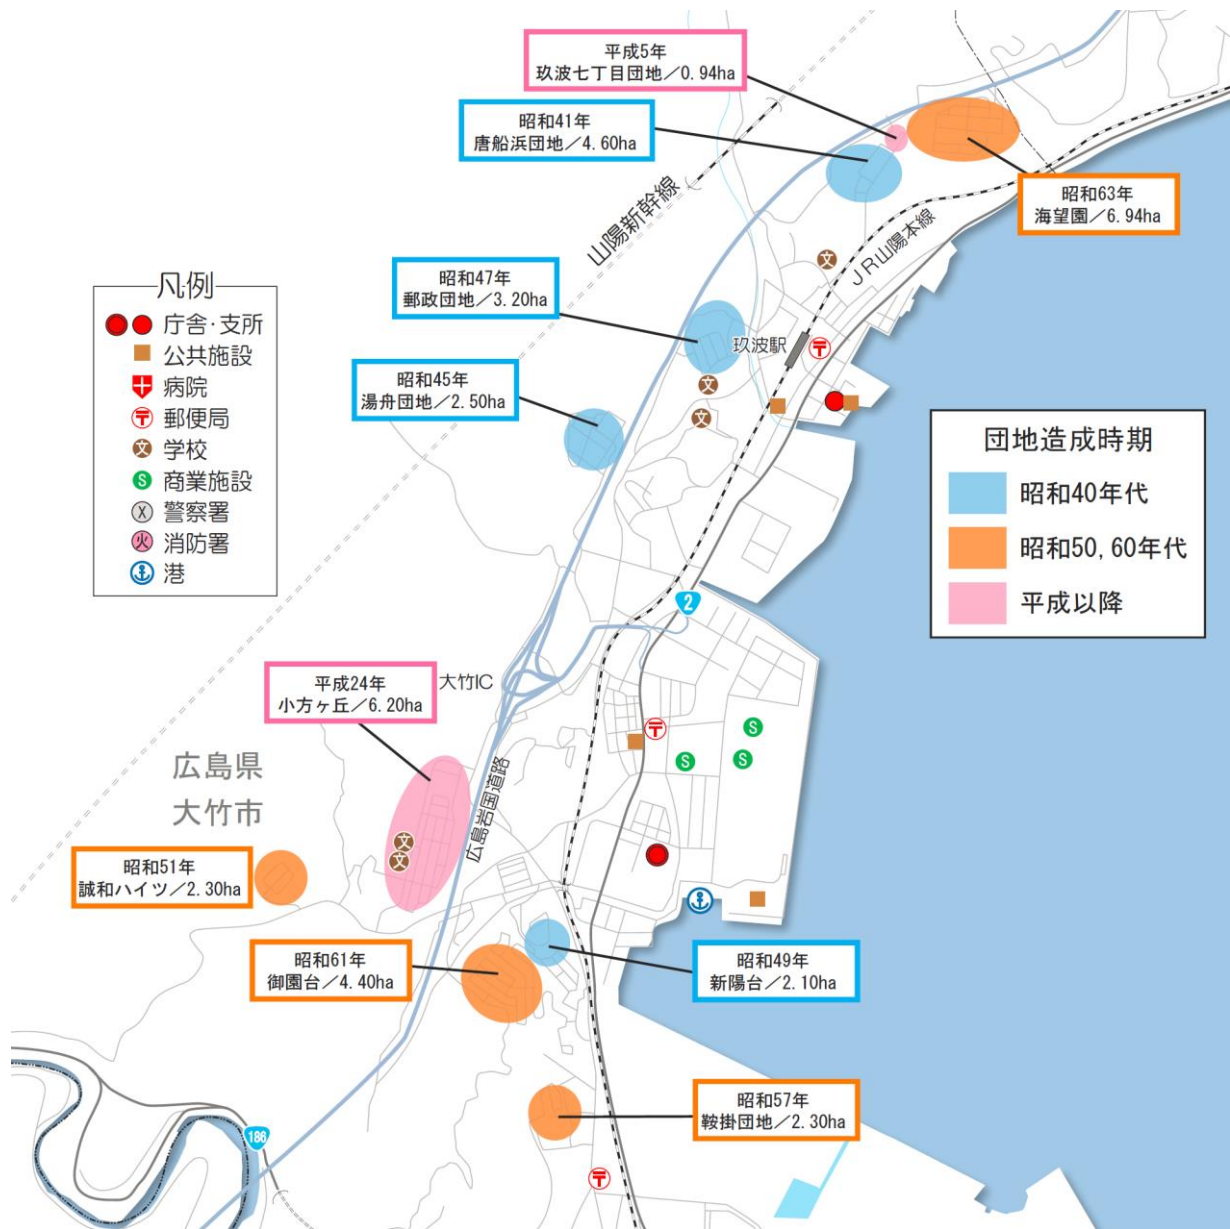 平成5年
玖波七丁目団地／0.94ha
昭和41年
唐船浜団地／4.60ha
昭和63年
海望園／6.94ha
山陽新幹線
JR山陽本線
昭和47年
郵政団地／3.20ha
玖波駅
〒
文
昭和45年
湯舟団地／2.50ha
文
文
凡例
庁舎･支所
公共施設
病院
〒 郵便局
文 学校
S 商業施設
X 警察署
火 消防署
港
団地造成時期
昭和40年代
昭和50,60年代
平成以降
2
平成24年
小方ヶ丘／6.20ha
大竹IC
〒
S
S
S
広島県
大竹市
広島岩国道路
文
文
昭和51年
誠和ハイツ／2.30ha
昭和61年
御園台／4.40ha
昭和49年
新陽台／2.10ha
昭和57年
鞍掛団地／2.30ha
186
〒